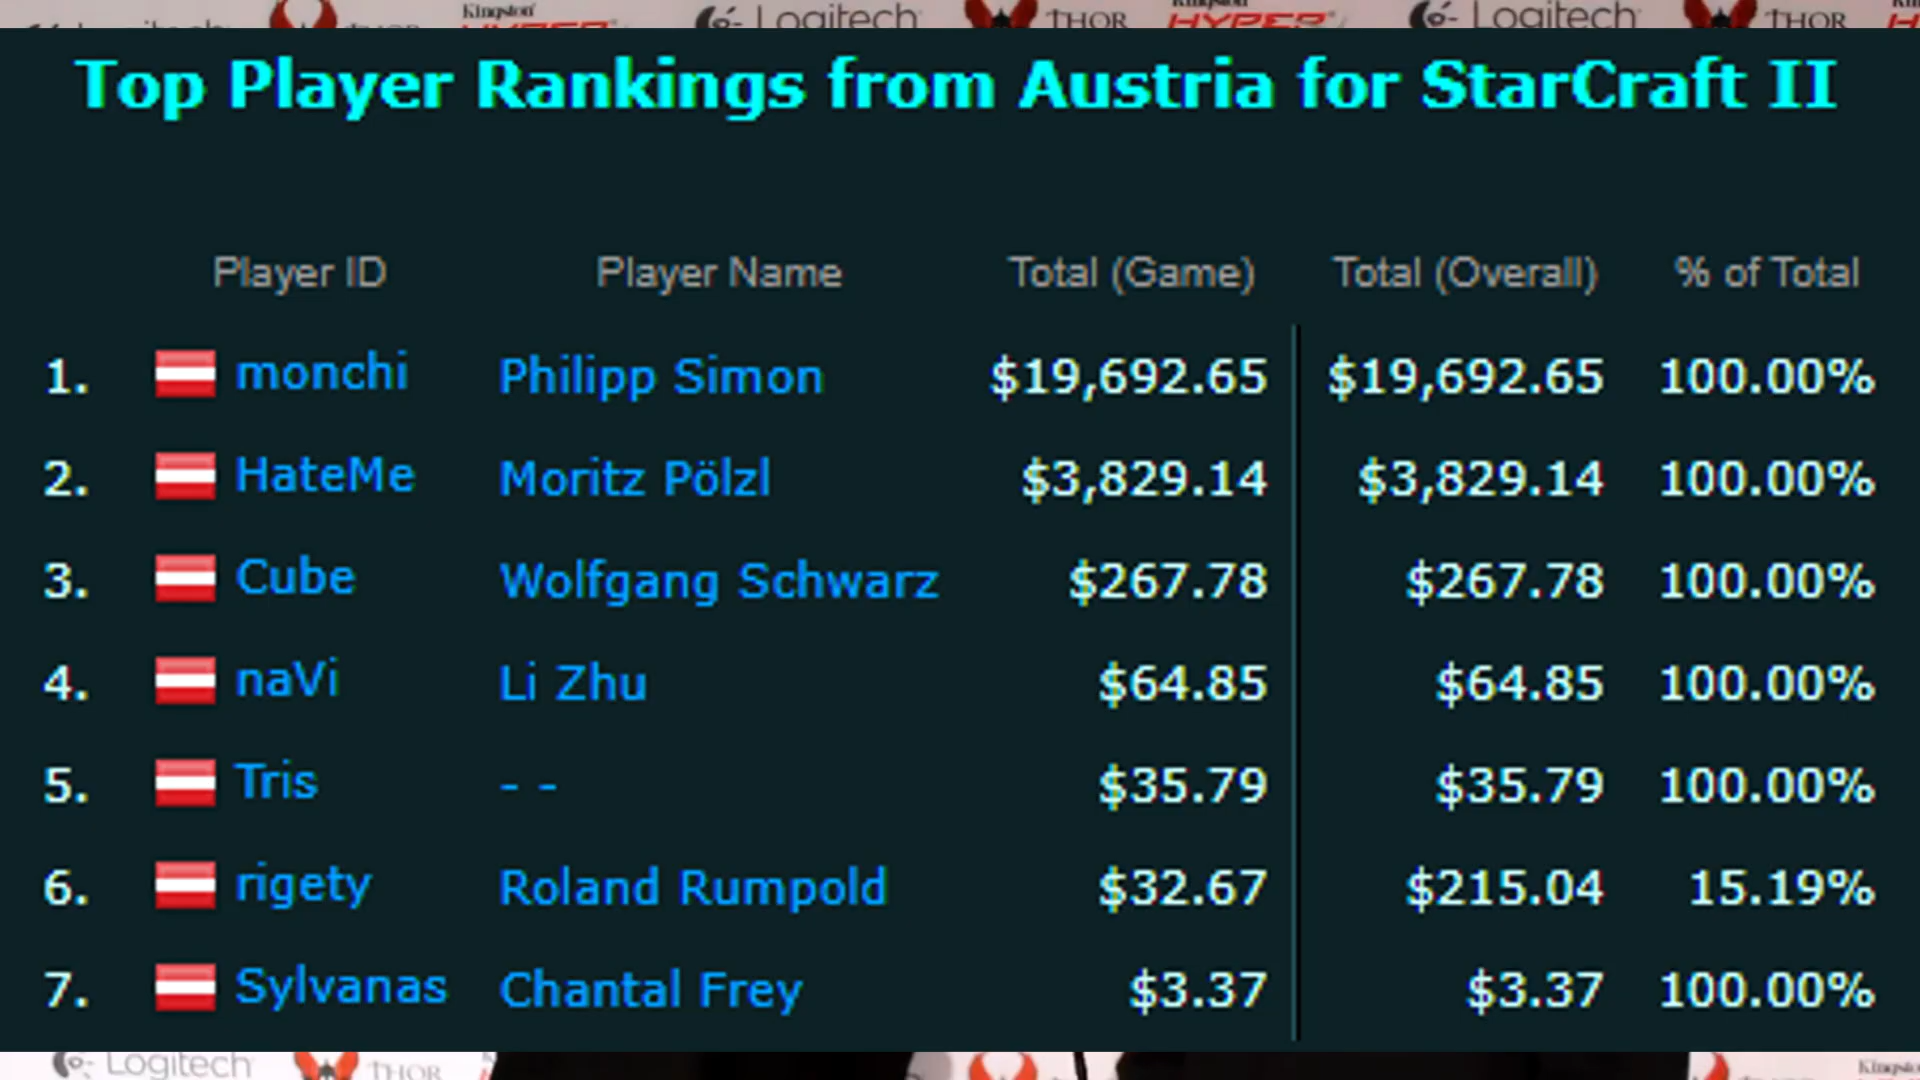 Kingston
Logitech THOR HYPER Logitech THOR
Top Player Rankings from Austria for StarCraft II
Player ID Player Name Total (Game) Total (Overall) % of Total
1. monchi Philipp Simon $19,692.65 $19,692.65 100.00%
2. HateMe Moritz Pölzl $3,829.14 $3,829.14 100.00%
3. Cube Wolfgang Schwarz $267.78 $267.78 100.00%
4. naVi Li Zhu $64.85 $64.85 100.00%
5. Tris - - $35.79 $35.79 100.00%
6. rigety Roland Rumpold $32.67 $215.04 15.19%
7. Sylvanas Chantal Frey $3.37 $3.37 100.00%
Logitech THOR